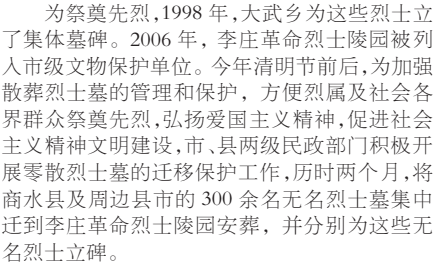 为祭奠先烈,1998 年,大武乡为这些烈士立
了集体墓碑。2006 年, 李庄革命烈士陵园被列
入市级文物保护单位。今年清明节前后,为加强
散葬烈士墓的管理和保护, 方便烈属及社会各
界群众祭奠先烈,弘扬爱国主义精神,促进社会
主义精神文明建设,市、县两级民政部门积极开
展零散烈士墓的迁移保护工作,历时两个月,将
商水县及周边县市的 300 余名无名烈士墓集中
迁到李庄革命烈士陵园安葬, 并分别为这些无
名烈士立碑。